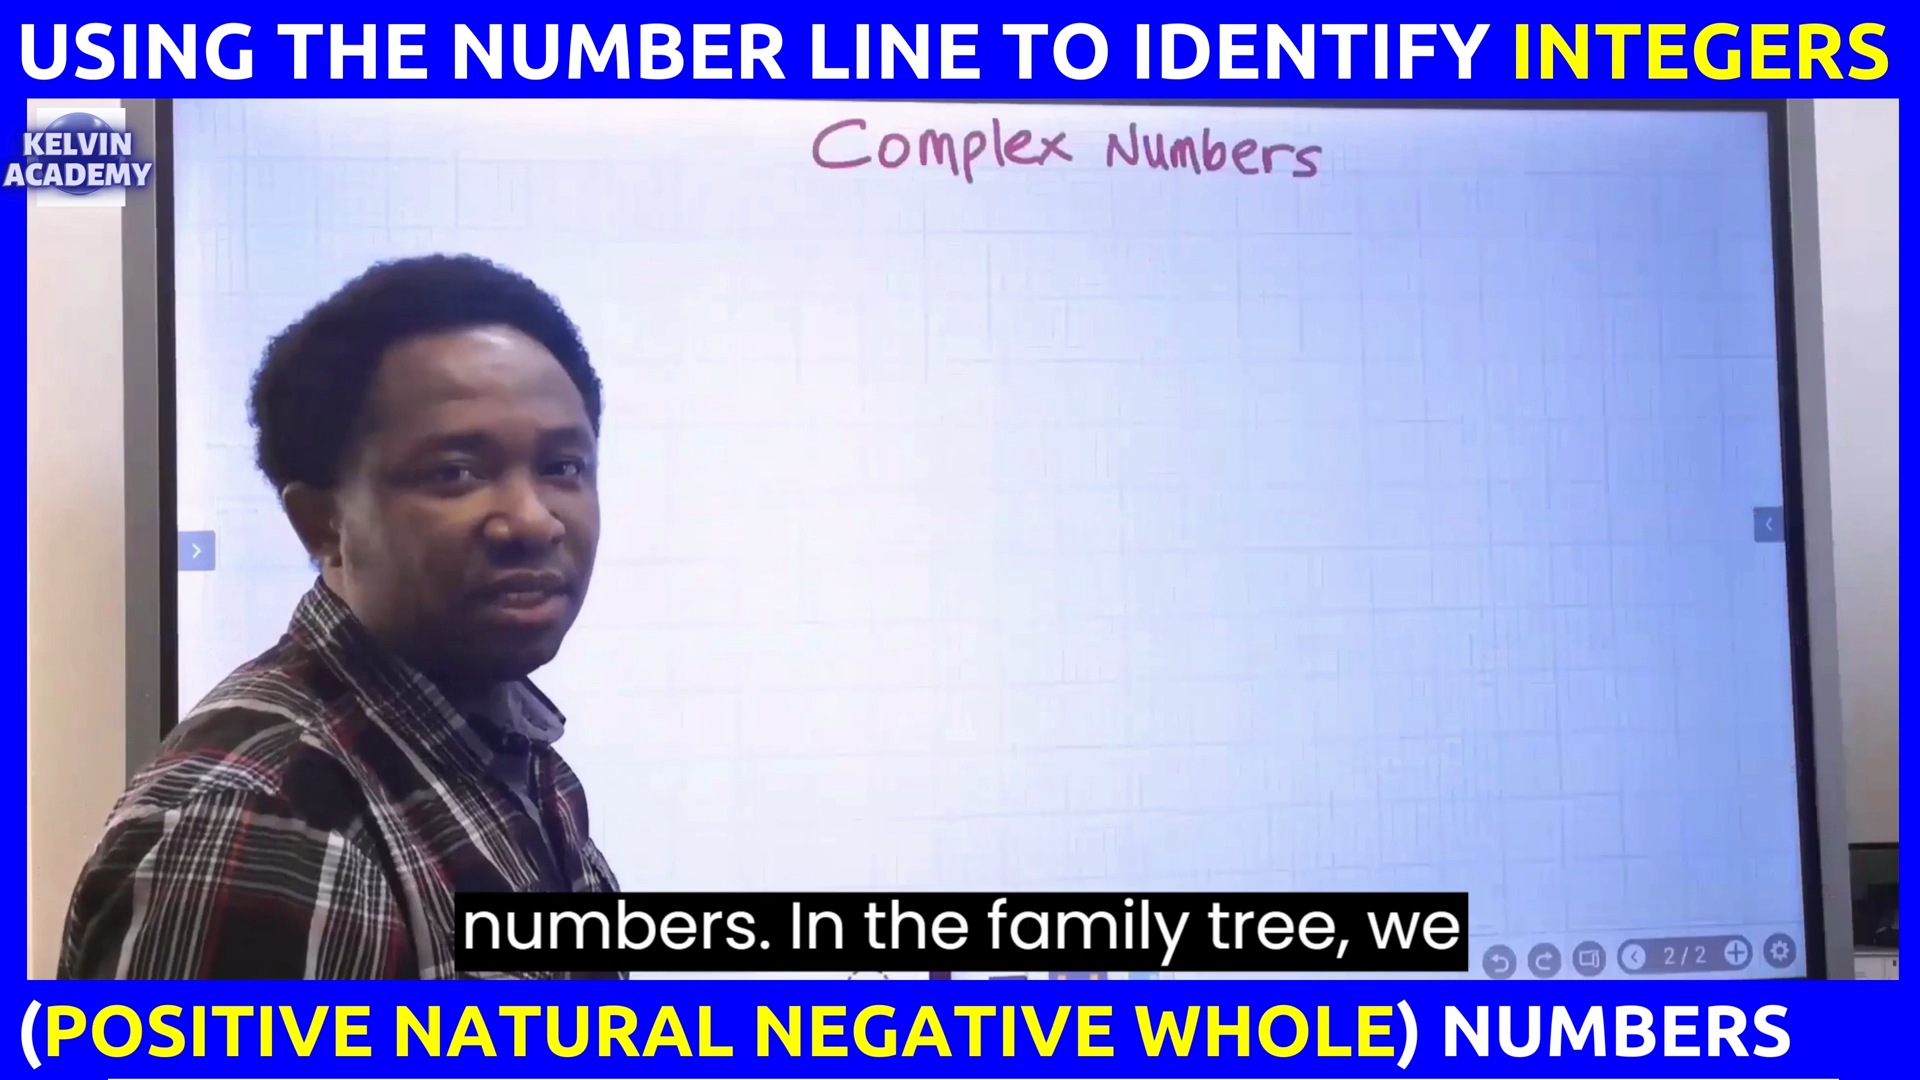 USING THE NUMBER LINE TO IDENTIFY INTEGERS
KELVIN
ACADEMY
Complex Numbers
numbers. In the family tree, we
2/2
(POSITIVE NATURAL NEGATIVE WHOLE) NUMBERS